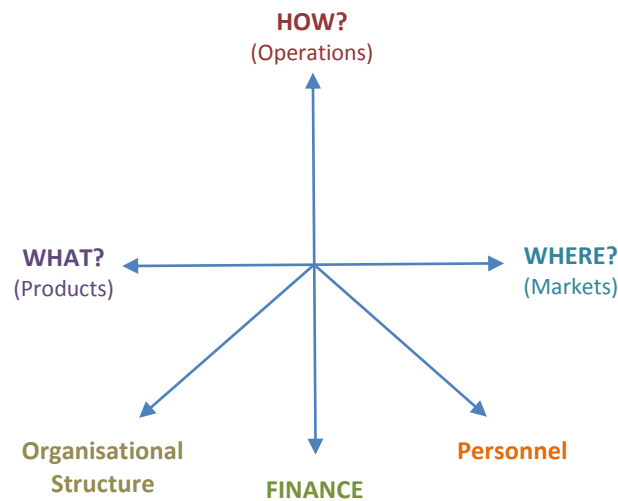 HOW?
(Operations)
WHAT?
(Products)
WHERE?
(Markets)
Organisational
Structure
FINANCE
Personnel